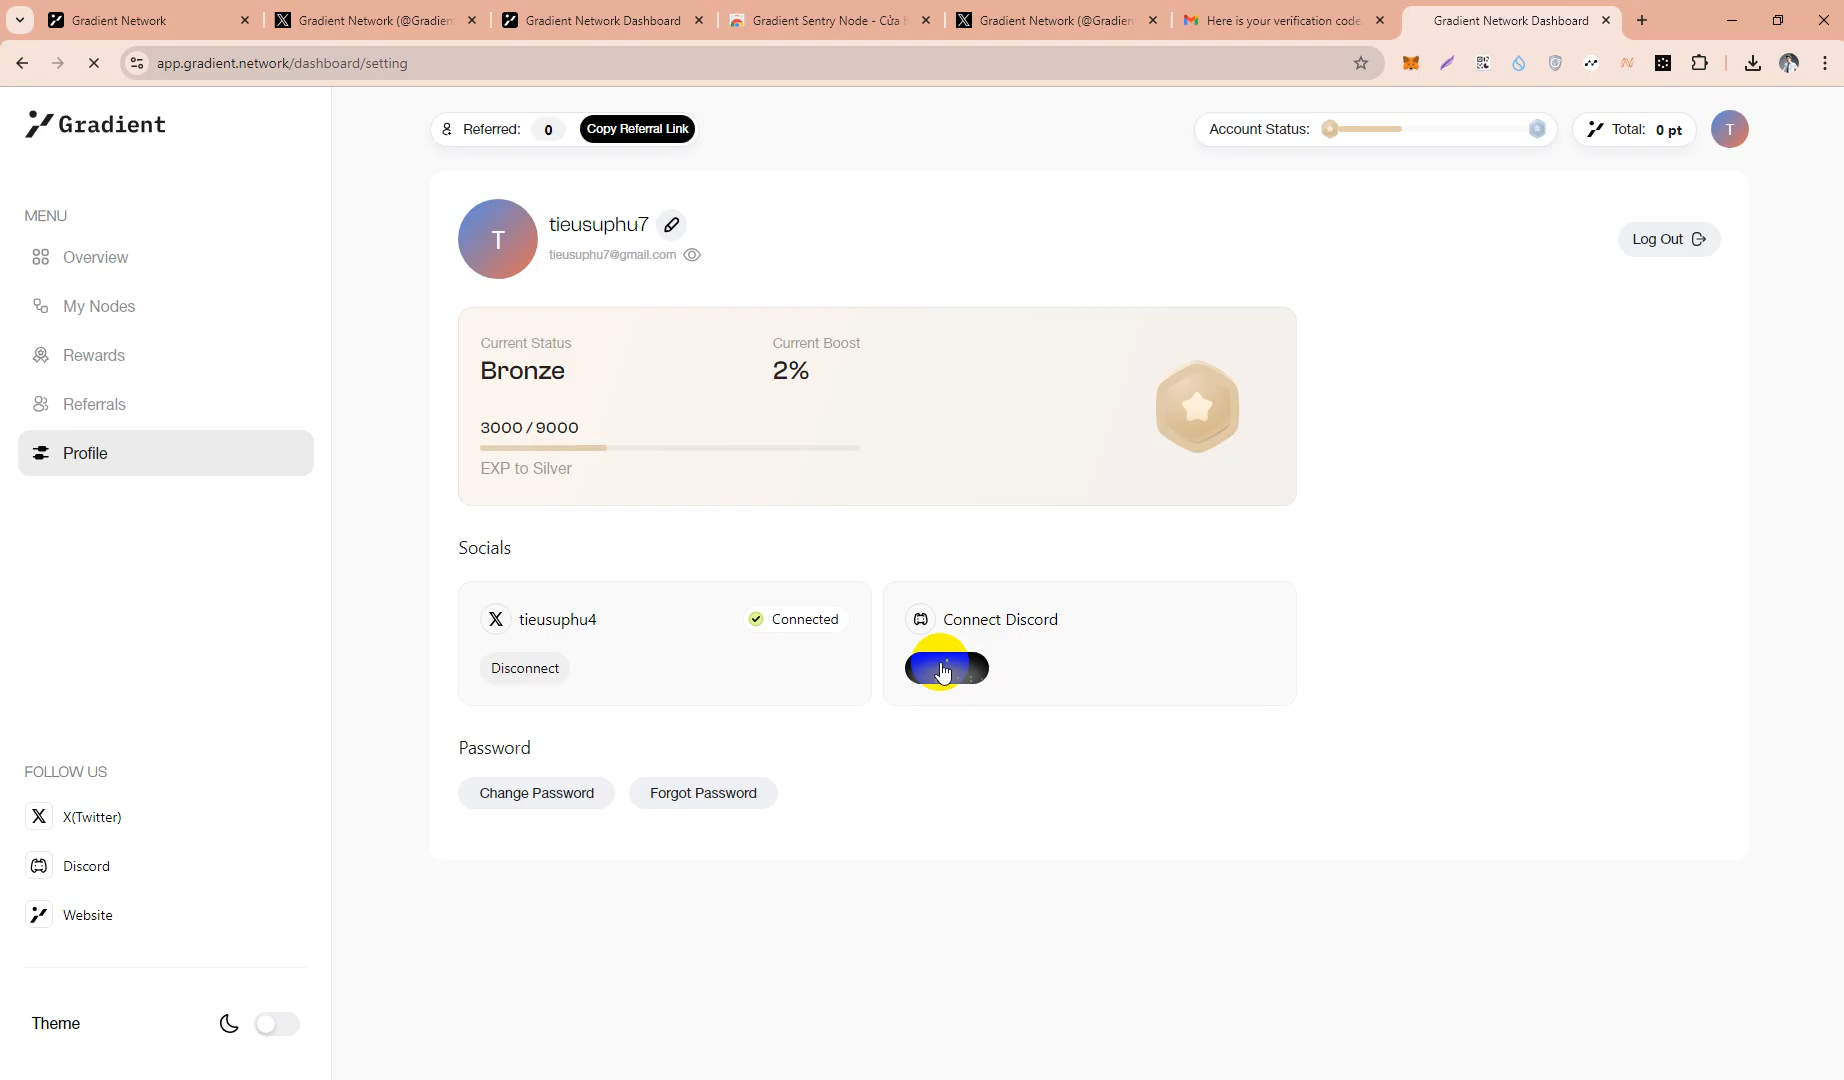 Gradient Network
Gradient Network (@Gradien
Gradient Network Dashboard
Gradient Sentry Node - Cửa h
Gradient Network (@Gradien
Here is your verification code
Gradient Network Dashboard
app.gradient.network/dashboard/setting
Gradient
Referred: 0 Copy Referral Link
Account Status:
Total: 0 pt
T
MENU
Overview
My Nodes
Rewards
Referrals
Profile
T
tieusuphu7
tieusuphu7@gmail.com
Log Out
Current Status
Bronze
Current Boost
2%
3000/9000
EXP to Silver
Socials
X tieusuphu4
Connected
Disconnect
Connect Discord
Password
Change Password
Forgot Password
FOLLOW US
X X(Twitter)
Discord
Website
Theme